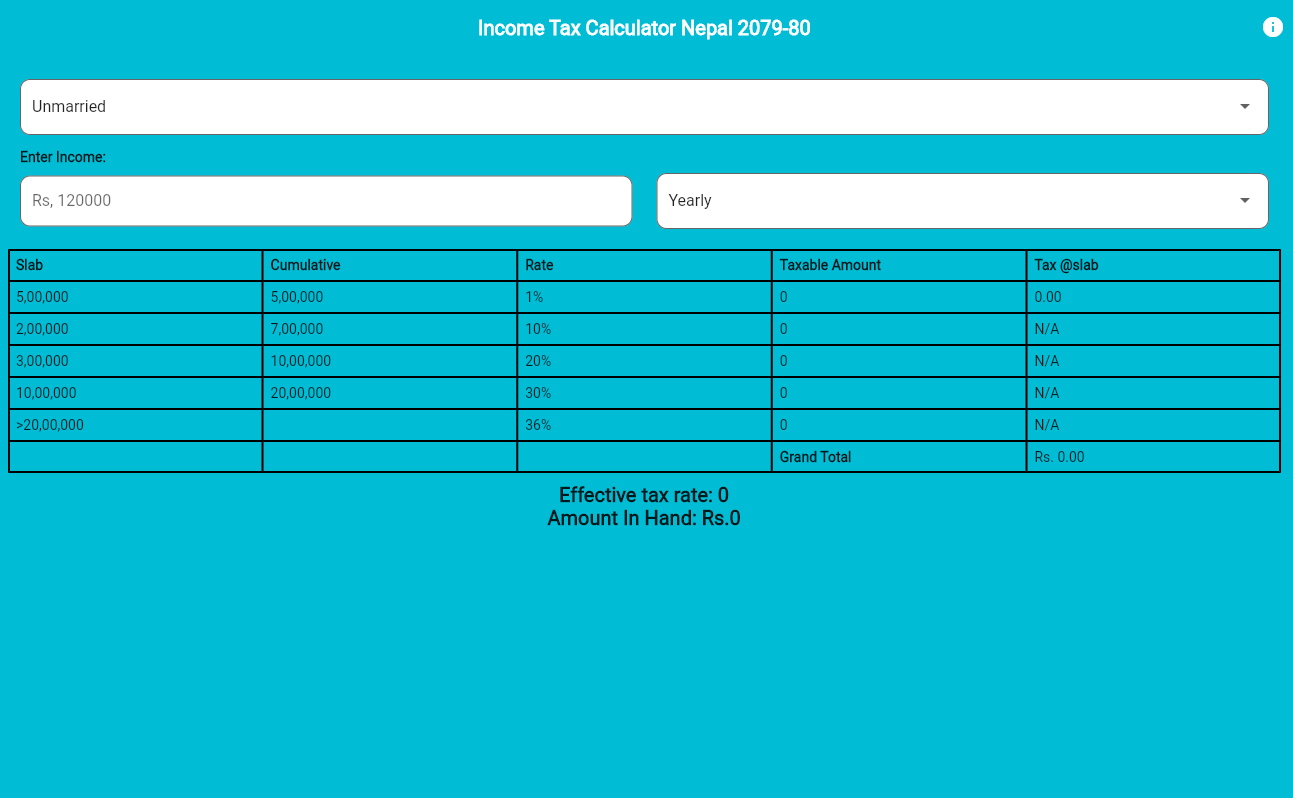 Income Tax Calculator Nepal 2079-80
Unmarried
Enter Income:
Rs, 120000 Yearly
Slab Cumulative Rate Taxable Amount Tax @slab
5,00,000 5,00,000 1% 0 0.00
2,00,000 7,00,000 10% 0 N/A
3,00,000 10,00,000 20% 0 N/A
10,00,000 20,00,000 30% 0 N/A
>20,00,000 36% 0 N/A
Grand Total Rs. 0.00
Effective tax rate: 0
Amount In Hand: Rs.0